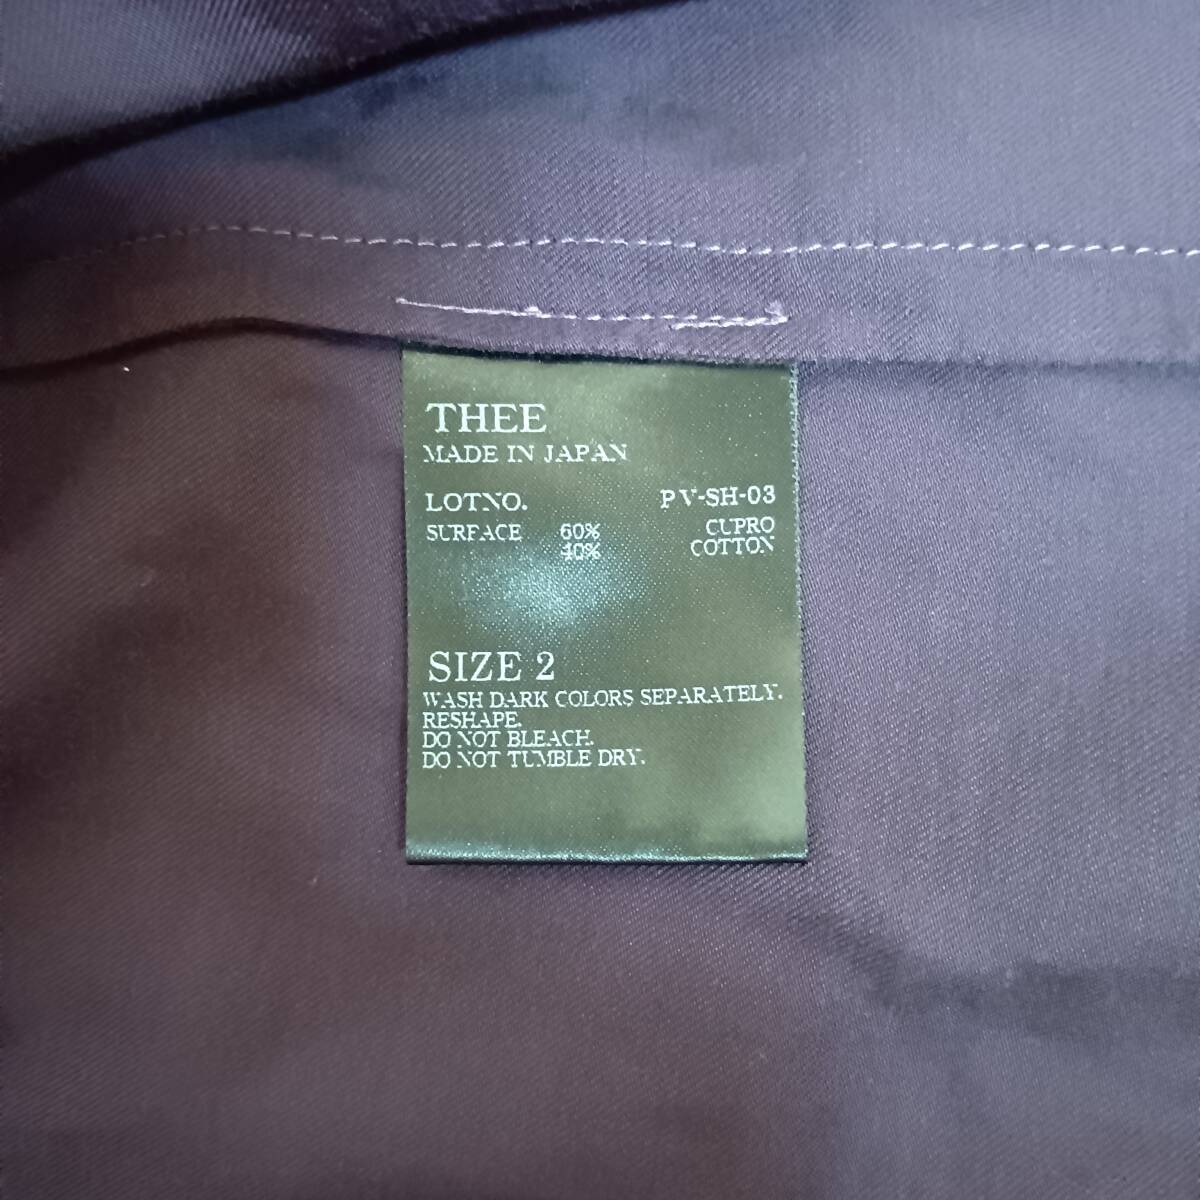 THEE
MADE IN JAPAN
LOTNO. PV-SH-03
SURFACE 60% CUPRO
40% COTTON
SIZE 2
WASH DARK COLORS SEPARATELY.
RESHAPE.
DO NOT BLEACH.
DO NOT TUMBLE DRY.